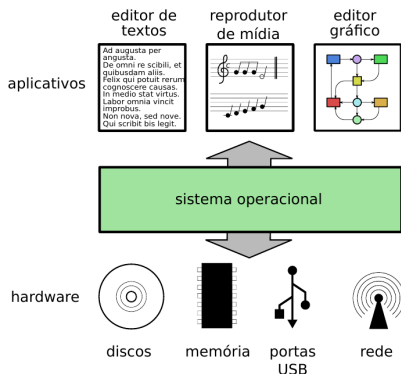 editor de
textos
reprodutor
de mídia
editor
gráfico
aplicativos
Ad augusta per
angusta.
De omni re scibili, et
quibusdam aliis.
Felix qui potuit rerum
cognoscere causas.
In medio stat virtus.
Labor omnia vincit
improbus.
Non nova, sed nove.
Qui scribit bis legit.
sistema operacional
hardware
discos
memória
portas
USB
rede